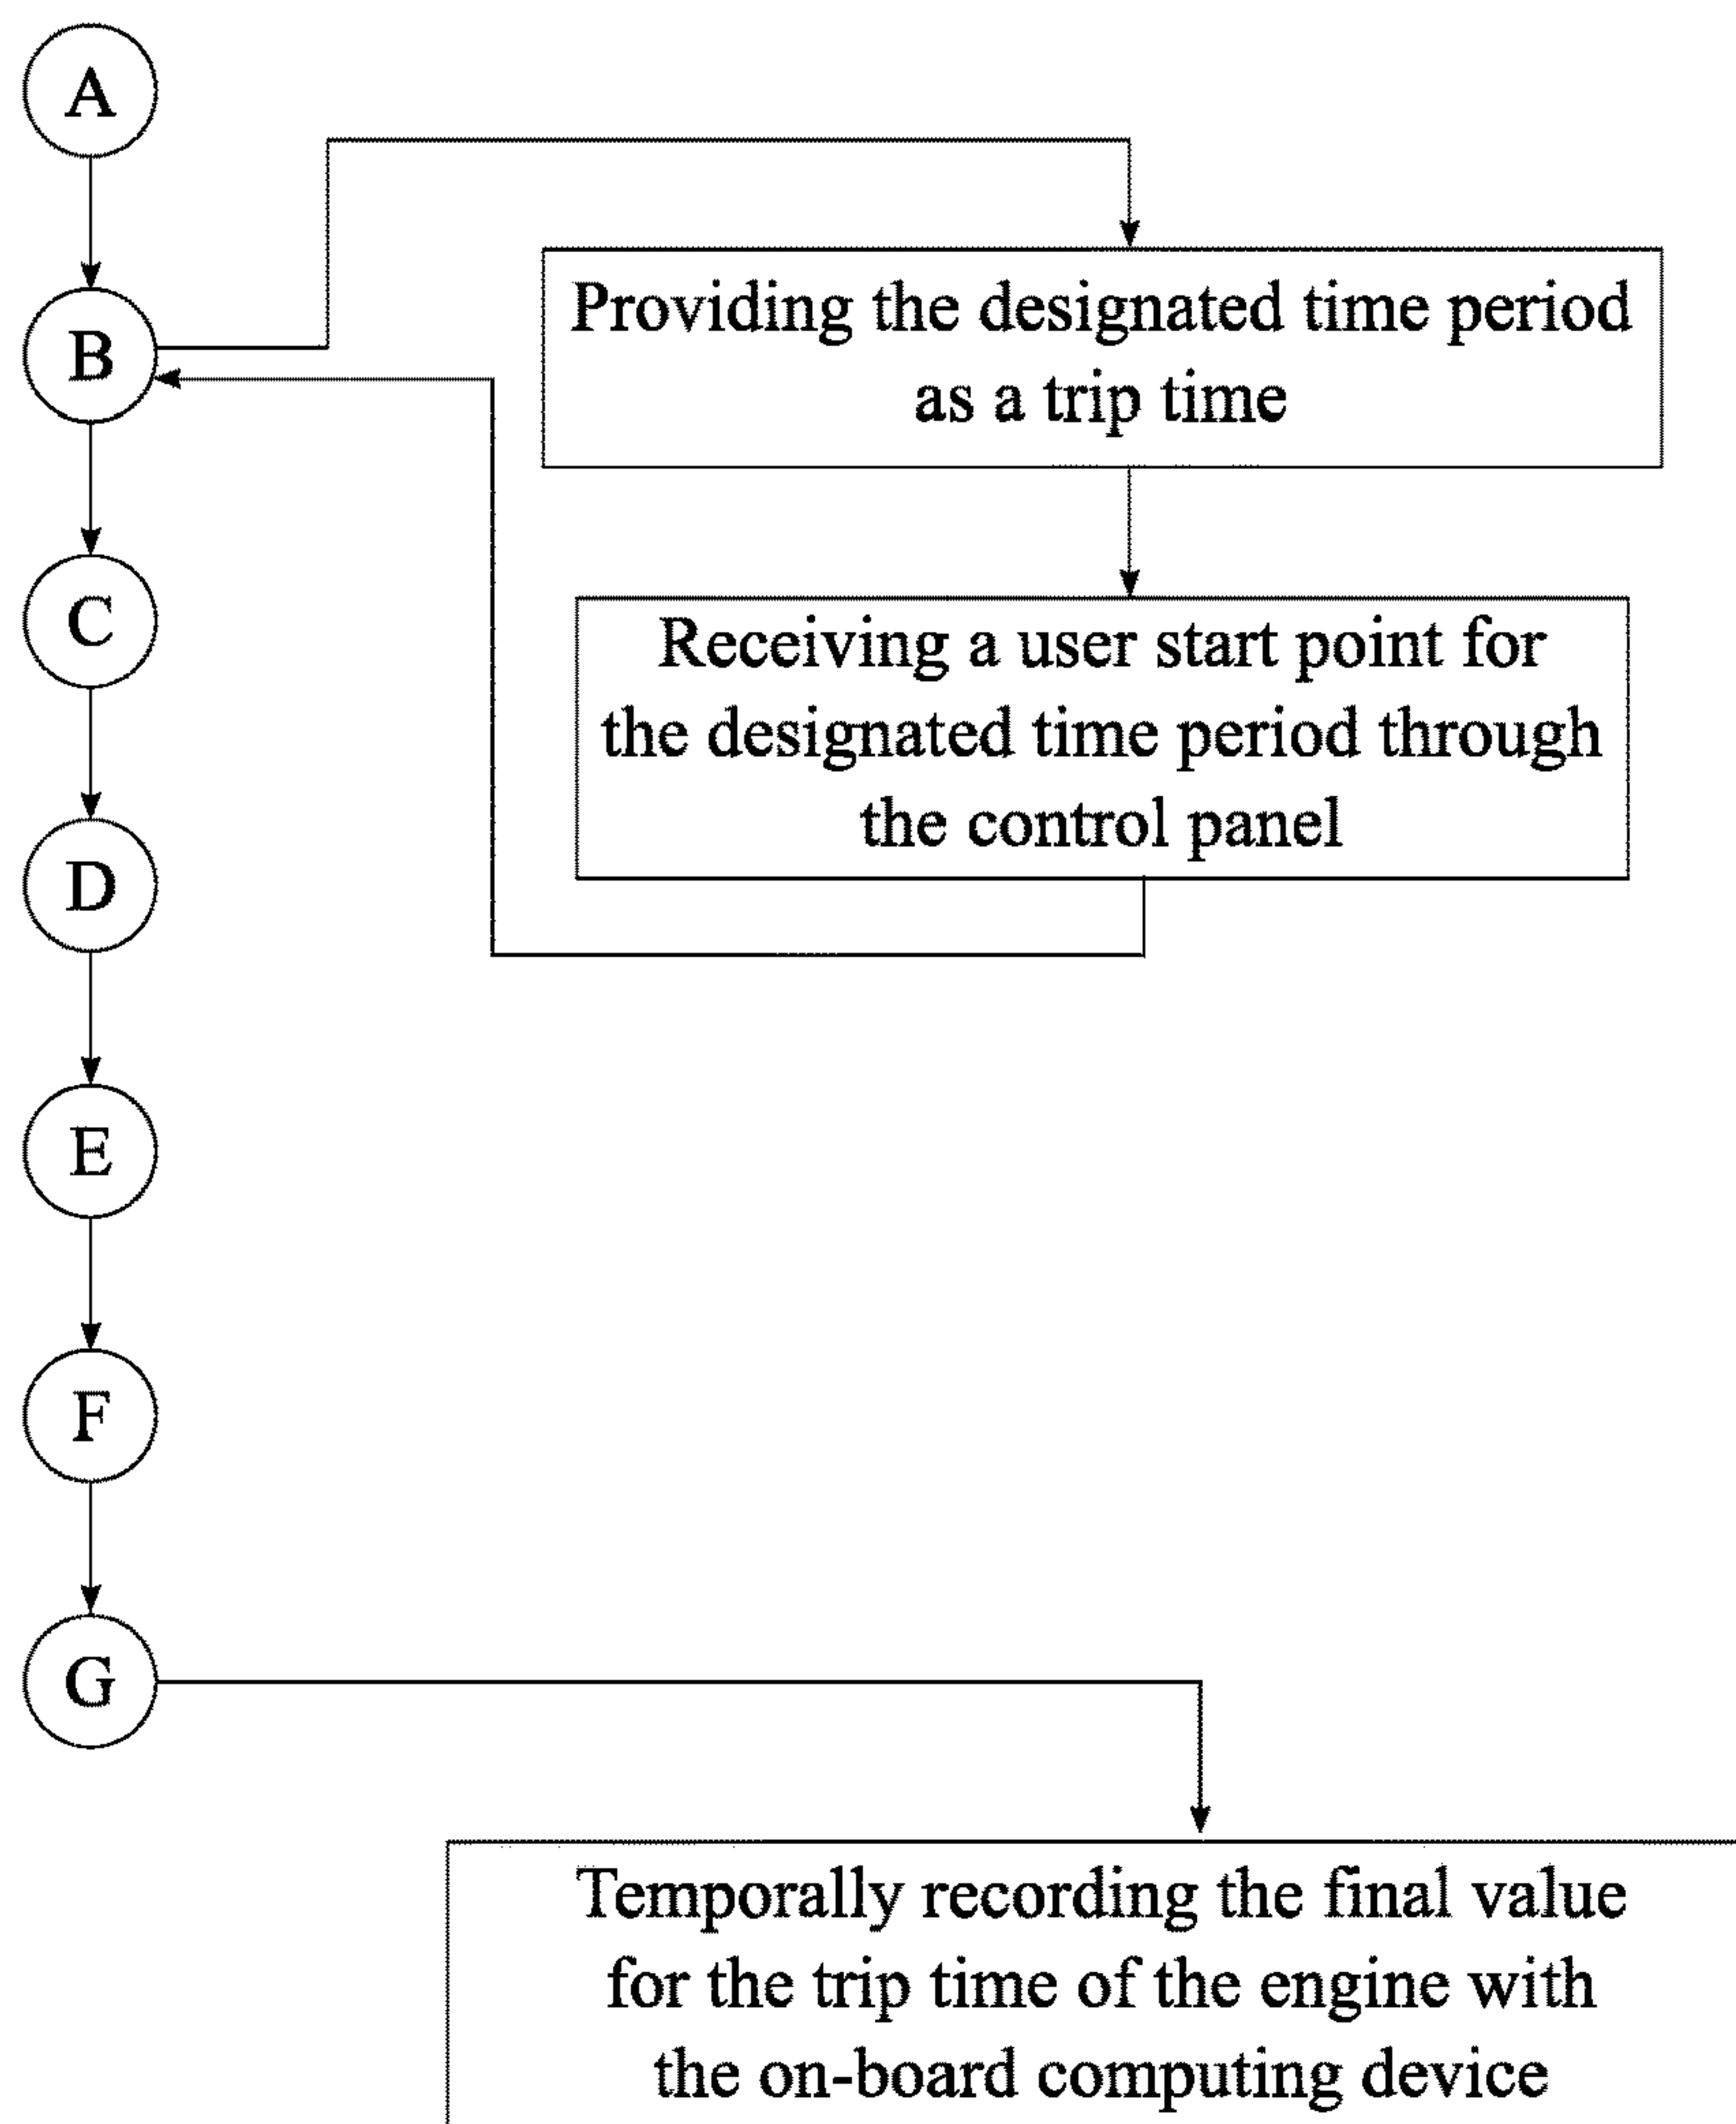 A
B
Providing the designated time period
as a trip time
C
Receiving a user start point for
the designated time period through
the control panel
D
E
F
G
Temporally recording the final value
for the trip time of the engine with
the on-board computing device